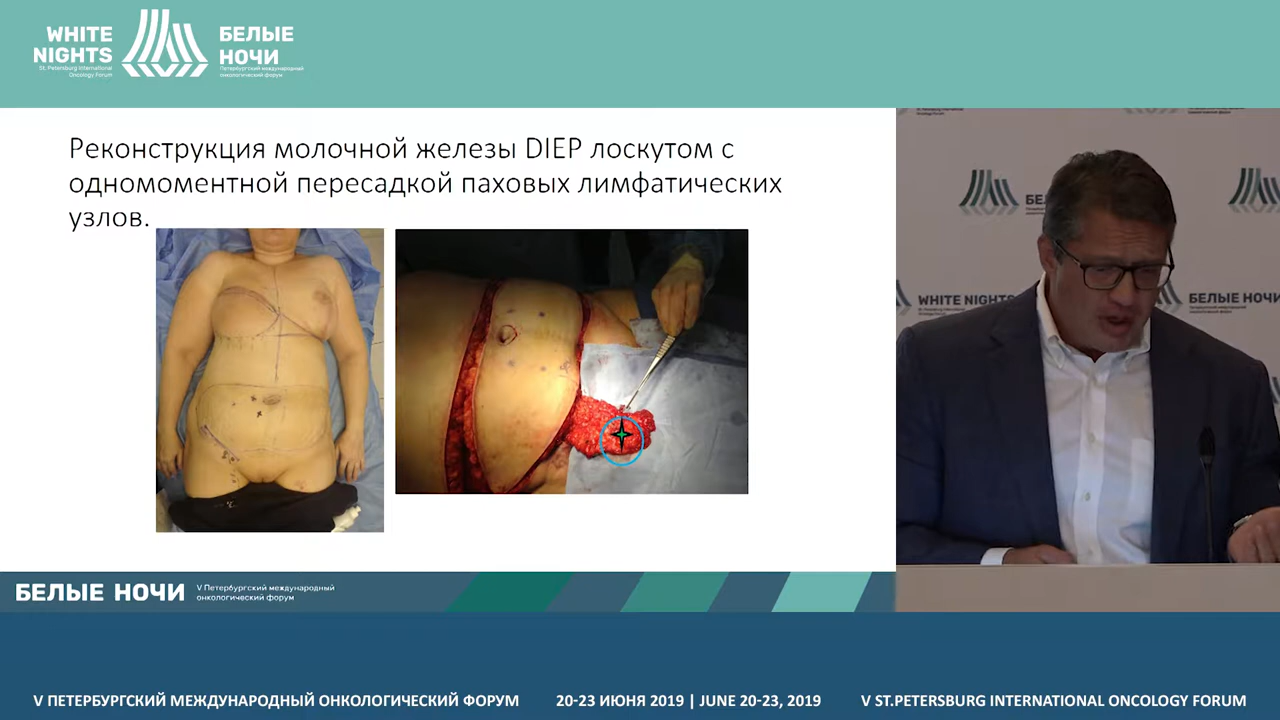 WHITE
NIGHTS
St. Petersburg International
Oncology Forum
БЕЛЫЕ
НОЧИ
Петербургский международный
онкологический форум
Реконструкция молочной железы DIEP лоскутом с
одномоментной пересадкой паховых лимфатических
узлов.
WHITE NIGHTS
БЕЛЫЕ НОЧИ
БЕЛЫЕ НОЧИ
V Петербургский международный
онкологический форум
V ПЕТЕРБУРГСКИЙ МЕЖДУНАРОДНЫЙ ОНКОЛОГИЧЕСКИЙ ФОРУМ
20-23 ИЮНЯ 2019 | JUNE 20-23, 2019
V ST.PETERSBURG INTERNATIONAL ONCOLOGY FORUM